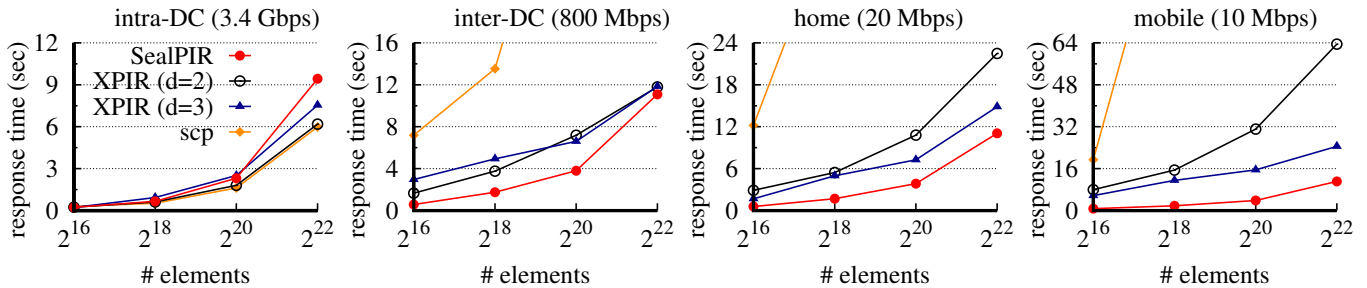 intra-DC (3.4 Gbps)
response time (sec)
12
9
6
3
0
SealPIR
XPIR (d=2)
XPIR (d=3)
scp
2^16 2^18 2^20 2^22
# elements
inter-DC (800 Mbps)
response time (sec)
16
12
8
4
0
2^16 2^18 2^20 2^22
# elements
home (20 Mbps)
response time (sec)
24
18
12
6
0
2^16 2^18 2^20 2^22
# elements
mobile (10 Mbps)
response time (sec)
64
48
32
16
0
2^16 2^18 2^20 2^22
# elements